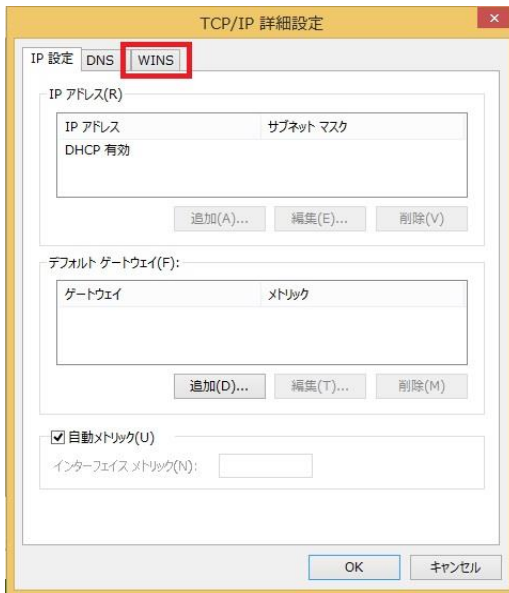 TCP/IP 詳細設定
IP 設定 DNS WINS
IP アドレス(R)
IP アドレス サブネット マスク
DHCP 有効
追加(A)... 編集(E)... 削除(V)
デフォルト ゲートウェイ(F):
ゲートウェイ メトリック
追加(D)... 編集(T)... 削除(M)
自動メトリック(U)
インターフェイス メトリック(N):
OK キャンセル